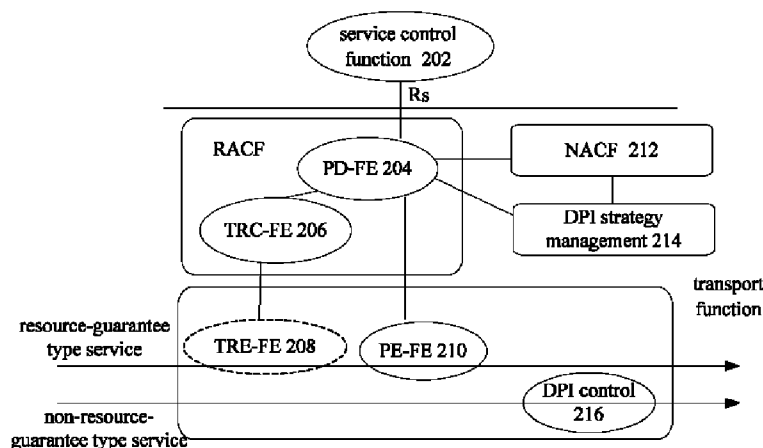 service control
function 202
Rs
RACF
PD-FE 204
NACF 212
TRC-FE 206
DPI strategy
management 214
transport
function
resource-guarantee
type service
TRE-FE 208
PE-FE 210
DPI control
216
non-resource-
guarantee type service